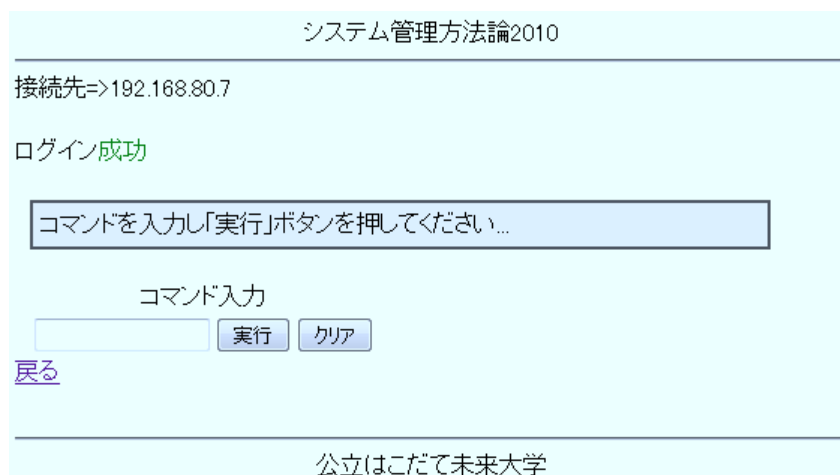 システム管理方法論2010
接続先=>192.168.80.7
ログイン成功
コマンドを入力し「実行」ボタンを押してください...
コマンド入力
実行 クリア
戻る
公立はこだて未来大学